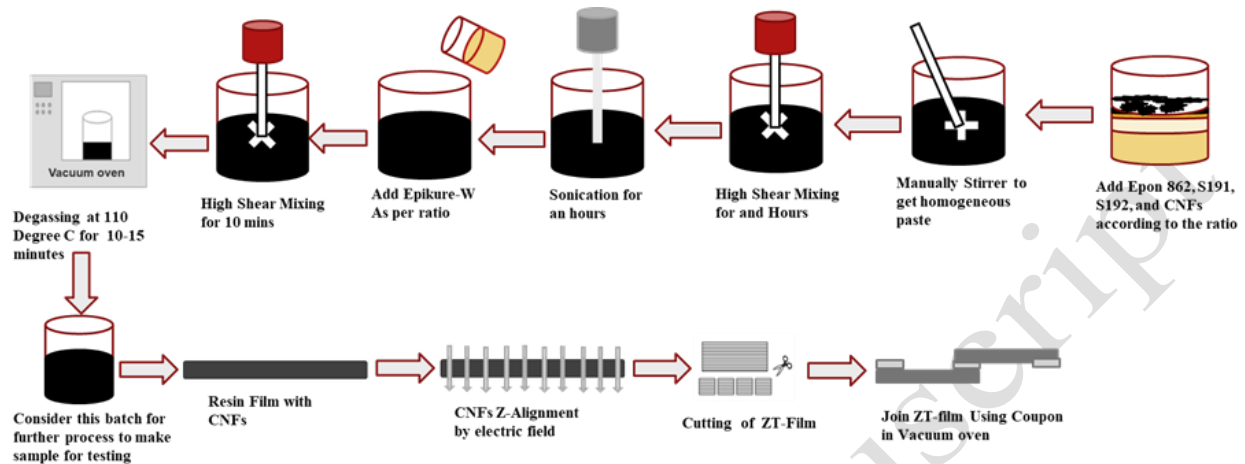 Vacuum oven
Degassing at 110
Degree C for 10-15
minutes
High Shear Mixing
for 10 mins
Add Epikure-W
As per ratio
Sonication for
an hours
High Shear Mixing
for and Hours
Manually Stirrer to
get homogeneous
paste
Add Epon 862, S191,
S192, and CNFs
according to the ratio
Consider this batch for
further process to make
sample for testing
Resin Film with
CNFs
CNFs Z-Alignment
by electric field
Cutting of ZT-Film
Join ZT-film Using Coupon
in Vacuum oven